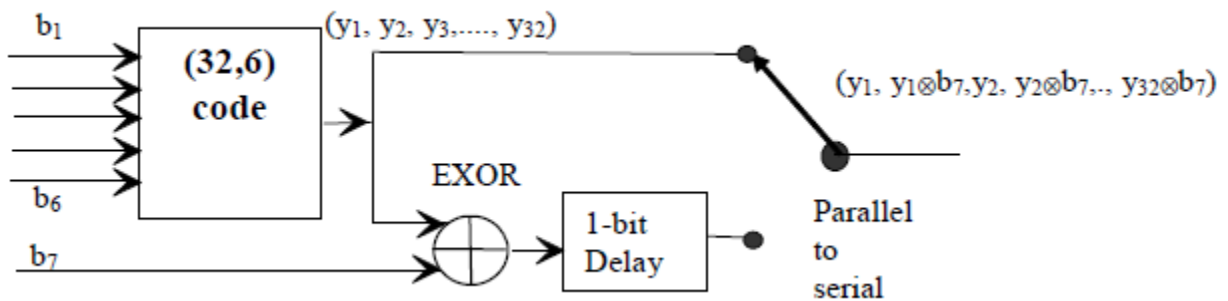 b₁
(32,6)
code
b₆
b₇
(y₁, y₂, y₃,...., y₃₂)
EXOR
1-bit
Delay
(y₁, y₁⊗b₇,y₂, y₂⊗b₇,., y₃₂⊗b₇)
Parallel
to
serial